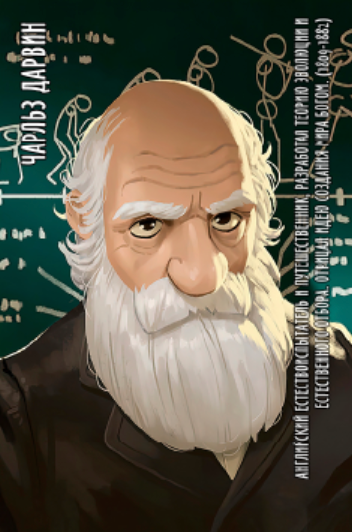 ЧАРЛЬЗ ДАРВИН
АНГЛИЙСКИЙ ЕСТЕСТВОИСПЫТАТЕЛЬ И ПУТЕШЕСТВЕННИК. РАЗРАБОТАЛ ТЕОРИЮ ЭВОЛЮЦИИ И
ЕСТЕСТВЕННОГО ОТБОРА. ОТРИЦАЛ ИДЕЮ СОЗДАНИЯ МИРА БОГОМ. (1809-1882)